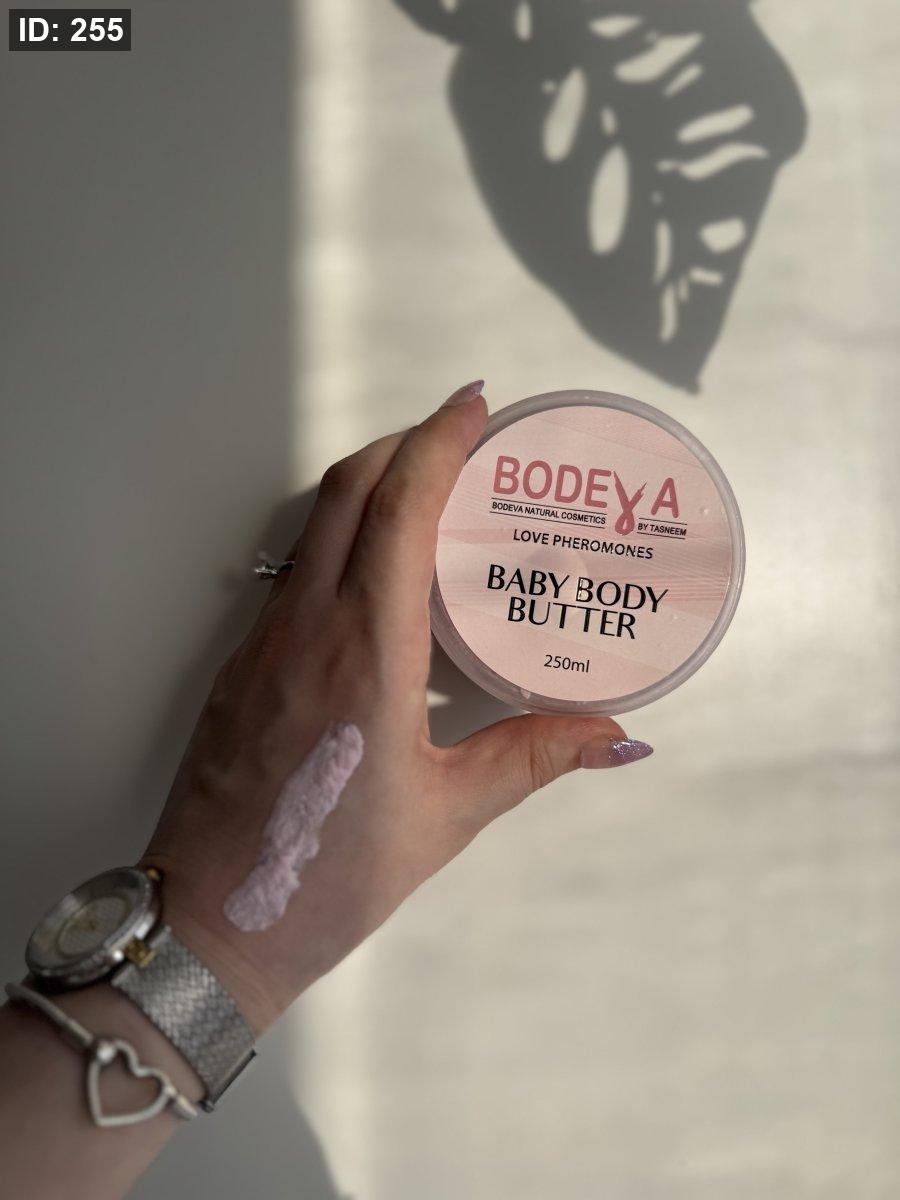 ID: 255
BODEVA
BODEVA NATURAL COSMETICS
BY TASNEEM
LOVE PHEROMONES
BABY BODY
BUTTER
250ml